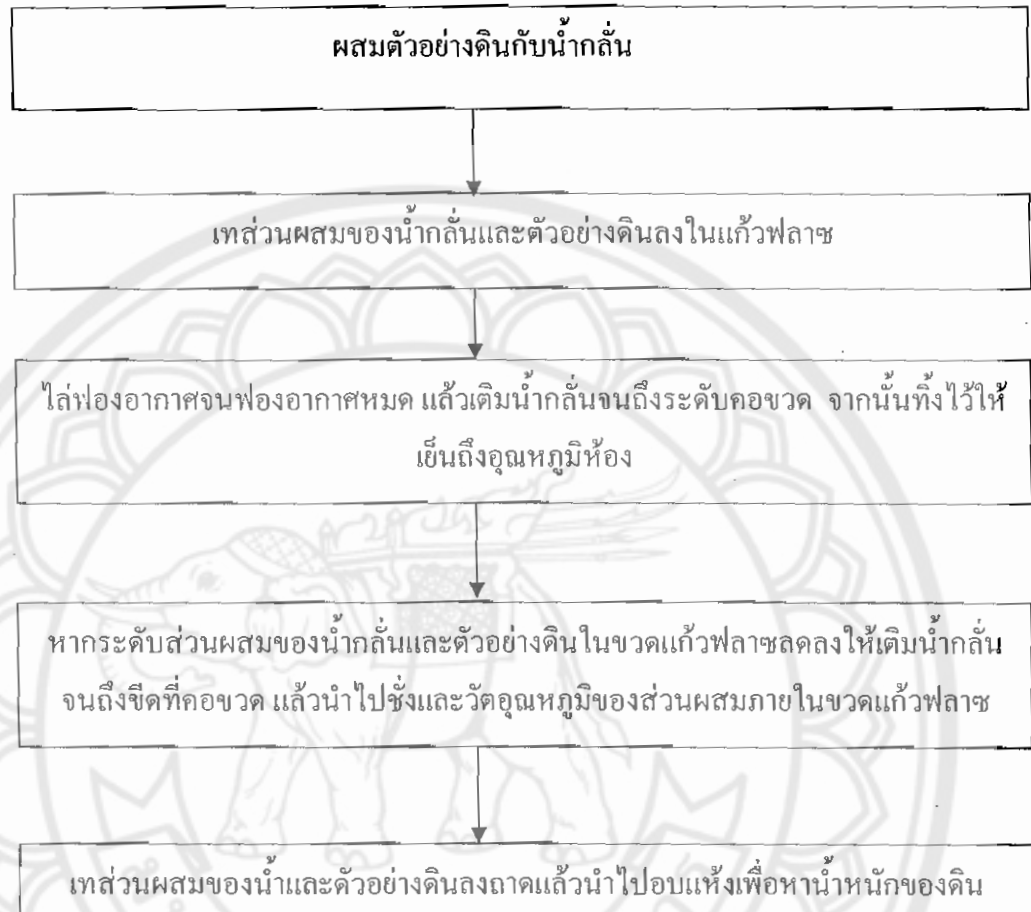 ผสมตัวอย่างดินกับน้ำกลั่น
เทส่วนผสมของน้ำกลั่นและตัวอย่างดินลงในแก้วฟลาซ
ไล่ฟองอากาศจนฟองอากาศหมด แล้วเติมน้ำกลั่นจนถึงระดับคอขวด จากนั้นทิ้งไว้ให้
เย็นถึงอุณหภูมิห้อง
หากระดับส่วนผสมของน้ำกลั่นและตัวอย่างดินในขวดแก้วฟลาซลดลงให้เติมน้ำกลั่น
จนถึงขีดที่คอขวด แล้วนำไปชั่งและวัตอุณหภูมิของส่วนผสมภายในขวดแก้วฟลาซ
เทส่วนผสมของน้ำและตัวอย่างดินลงถาดแล้วนำไปอบแห้งเพื่อหาน้ำหนักของดิน